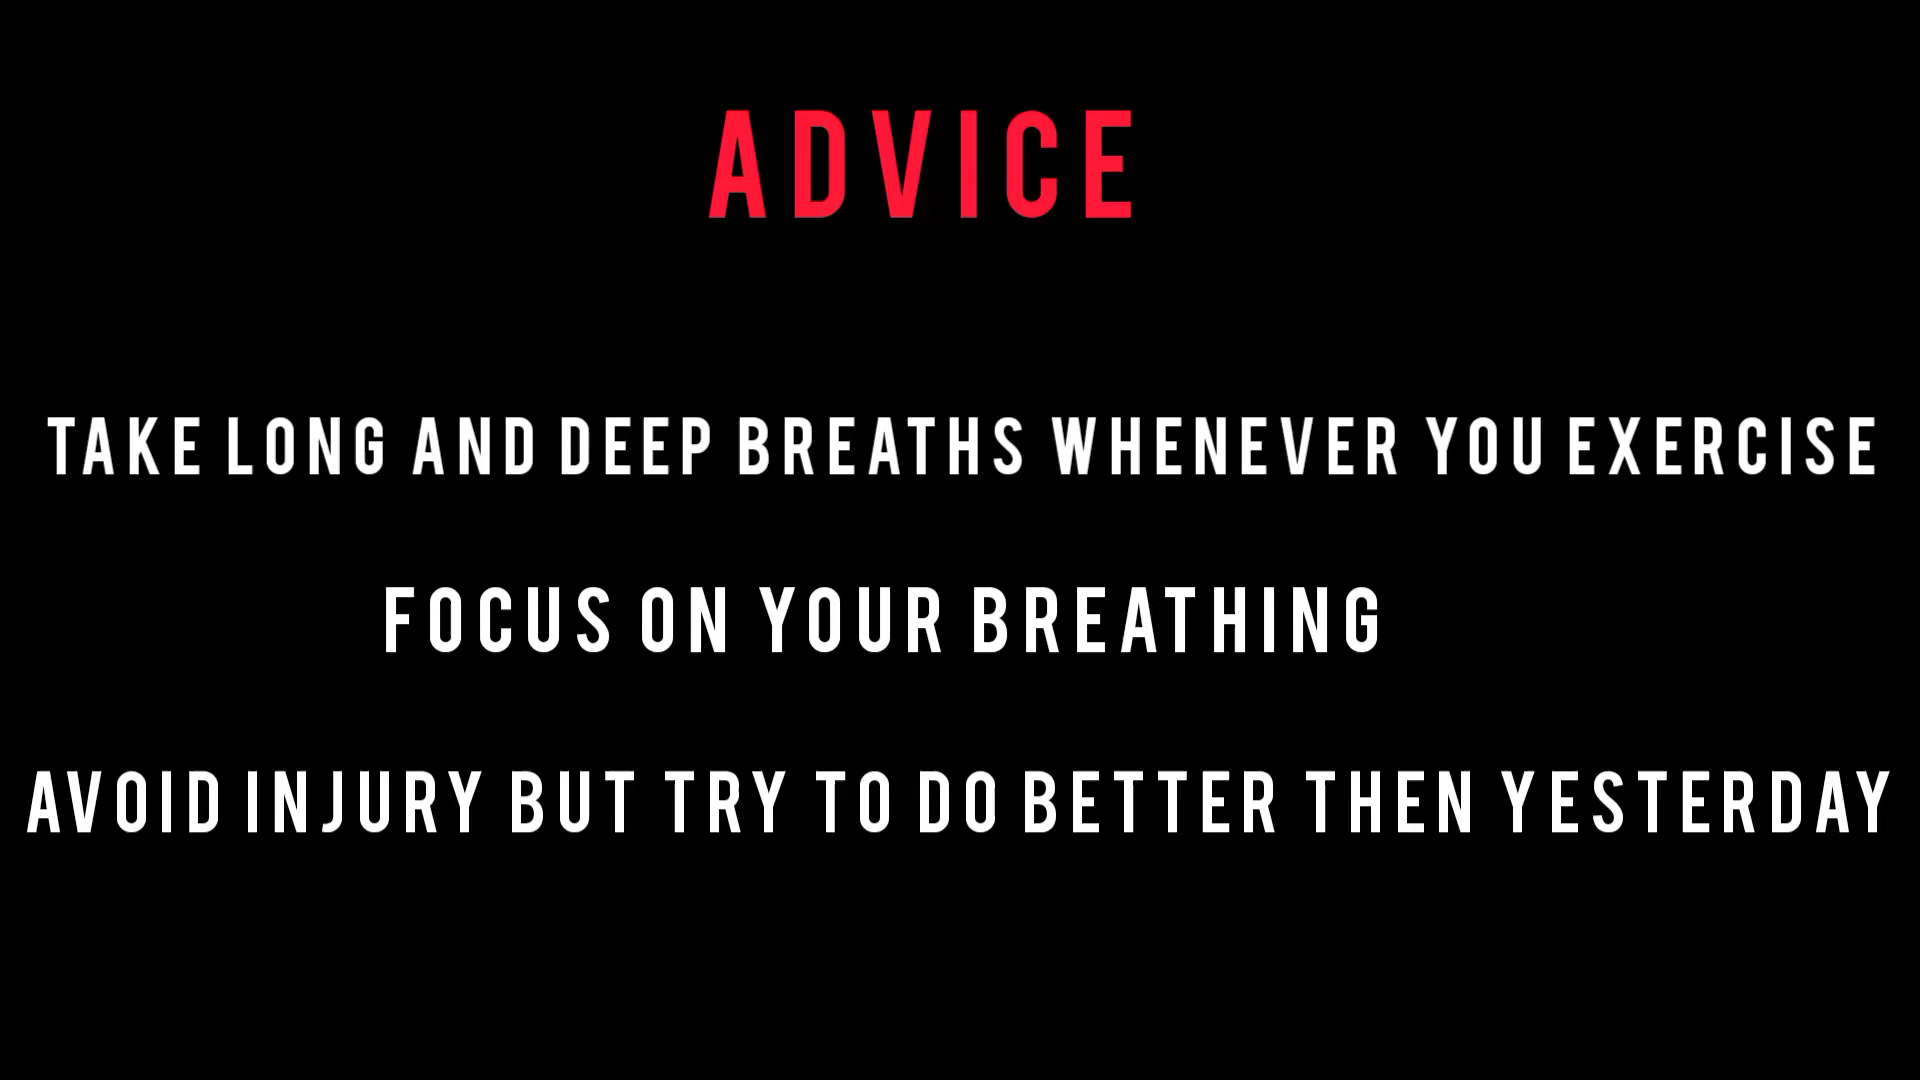 ADVICE
TAKE LONG AND DEEP BREATHS WHENEVER YOU EXERCISE
FOCUS ON YOUR BREATHING
AVOID INJURY BUT TRY TO DO BETTER THEN YESTERDAY